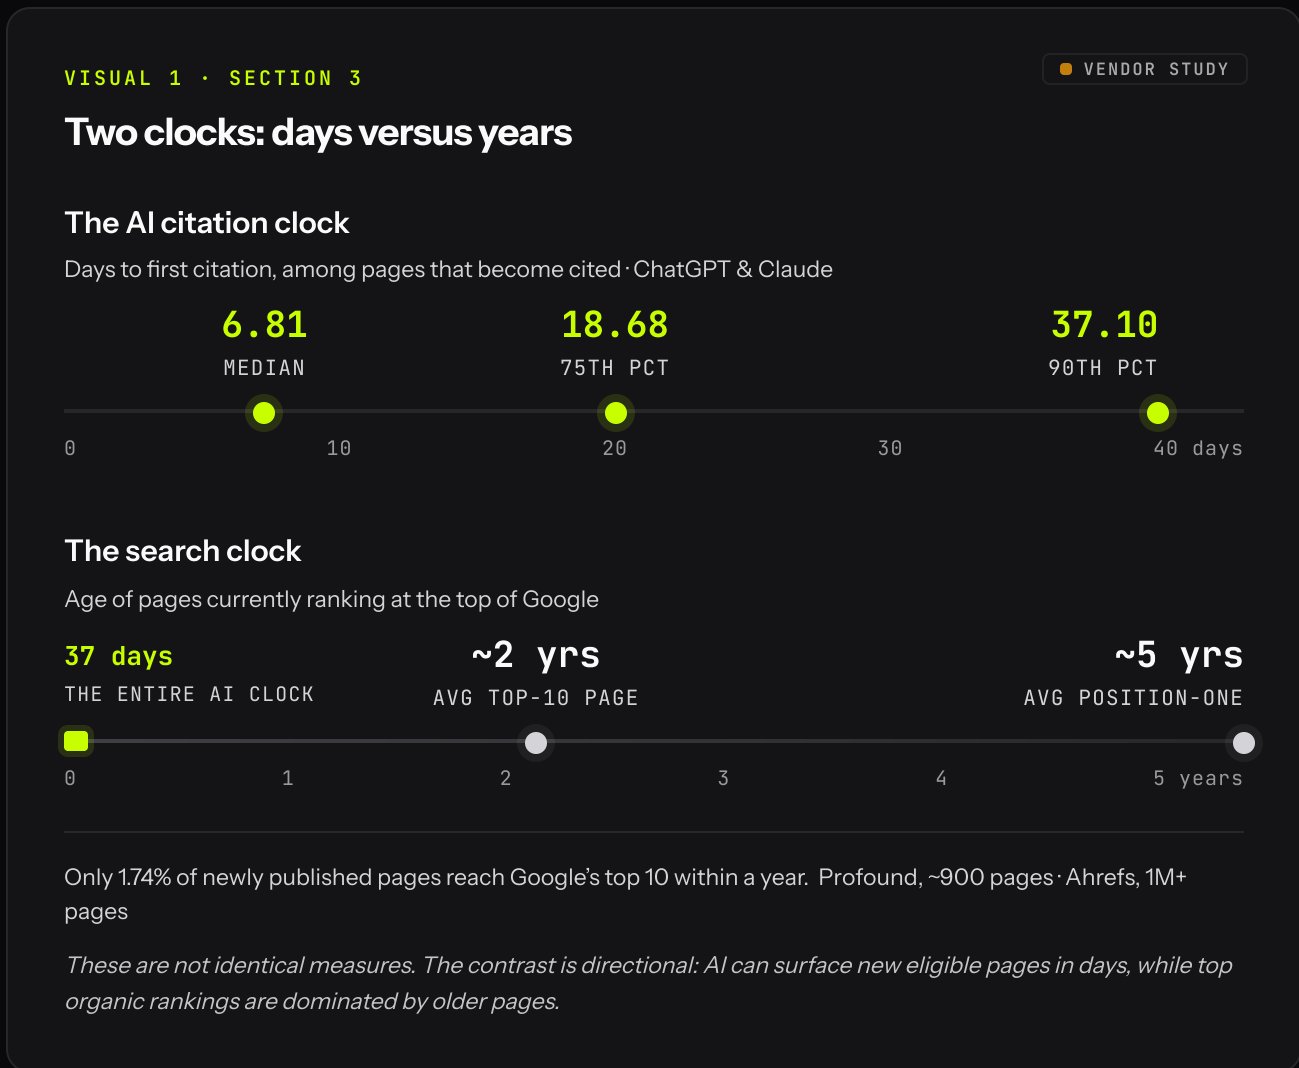 VISUAL 1 · SECTION 3
VENDOR STUDY
Two clocks: days versus years
The AI citation clock
Days to first citation, among pages that become cited · ChatGPT & Claude
6.81
MEDIAN
18.68
75TH PCT
37.10
90TH PCT
0 10 20 30 40 days
The search clock
Age of pages currently ranking at the top of Google
37 days
THE ENTIRE AI CLOCK
~2 yrs
AVG TOP-10 PAGE
~5 yrs
AVG POSITION-ONE
0 1 2 3 4 5 years
Only 1.74% of newly published pages reach Google’s top 10 within a year. Profound, ~900 pages · Ahrefs, 1M+
pages
These are not identical measures. The contrast is directional: AI can surface new eligible pages in days, while top
organic rankings are dominated by older pages.